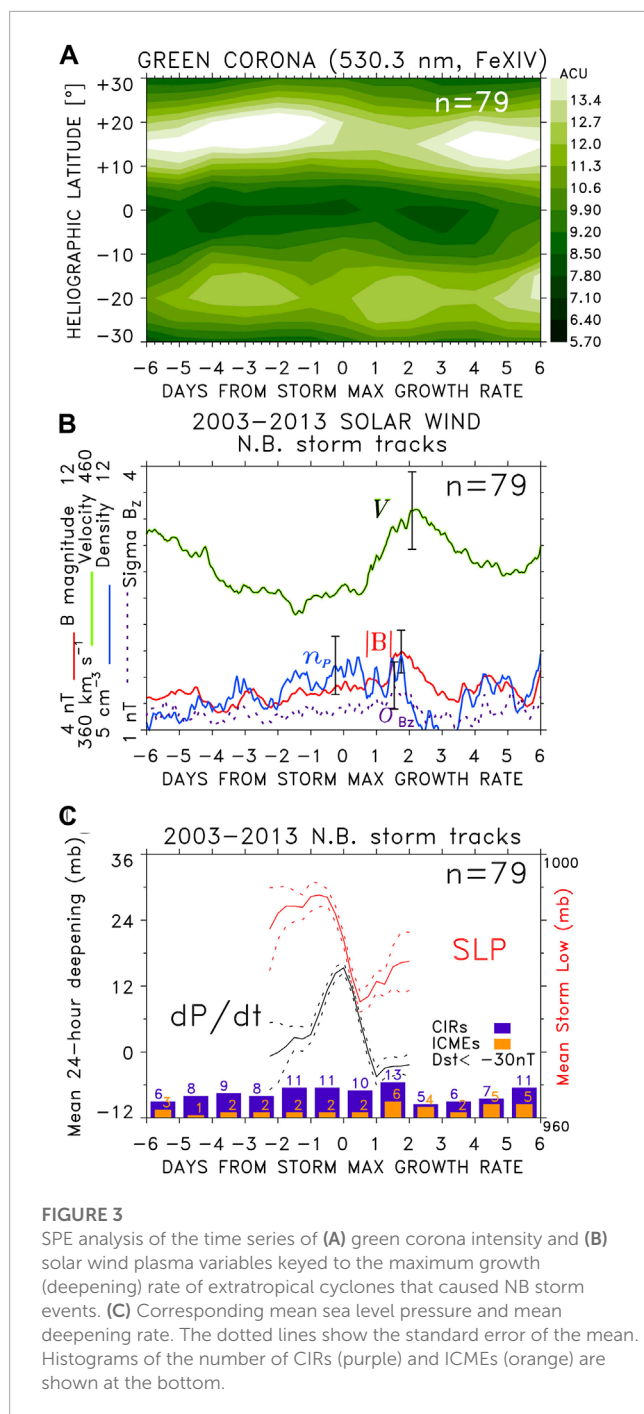 A
GREEN CORONA (530.3 nm, FeXIV)
HELIOGRAPHIC LATITUDE [°]
+30
+20
+10
0
−10
−20
−30
n=79
ACU
13.4
12.7
12.0
11.3
10.6
9.90
9.20
8.50
7.80
7.10
6.40
5.70
-6 -5 -4 -3 -2 -1 0 1 2 3 4 5 6
DAYS FROM STORM MAX GROWTH RATE
B
2003−2013 SOLAR WIND
N.B. storm tracks
4 nT B magnitude 12
360 km s⁻¹ Velocity 460
5 cm⁻³ Density 12
1 nT Sigma Bz 4
n=79
V
np
|B|
σBz
-6 -5 -4 -3 -2 -1 0 1 2 3 4 5 6
DAYS FROM STORM MAX GROWTH RATE
C
2003−2013 N.B. storm tracks
Mean 24−hour deepening (mb)
36
24
12
0
−12
n=79
1000
Mean Storm Low (mb)
960
SLP
dP/dt
CIRs
ICMEs
Dst< −30nT
6 8 9 8 11 11 10 13 5 6 7 11
3 1 2 2 2 2 2 6 4 2 5 5
-6 -5 -4 -3 -2 -1 0 1 2 3 4 5 6
DAYS FROM STORM MAX GROWTH RATE
FIGURE 3
SPE analysis of the time series of (A) green corona intensity and (B)
solar wind plasma variables keyed to the maximum growth
(deepening) rate of extratropical cyclones that caused NB storm
events. (C) Corresponding mean sea level pressure and mean
deepening rate. The dotted lines show the standard error of the mean.
Histograms of the number of CIRs (purple) and ICMEs (orange) are
shown at the bottom.